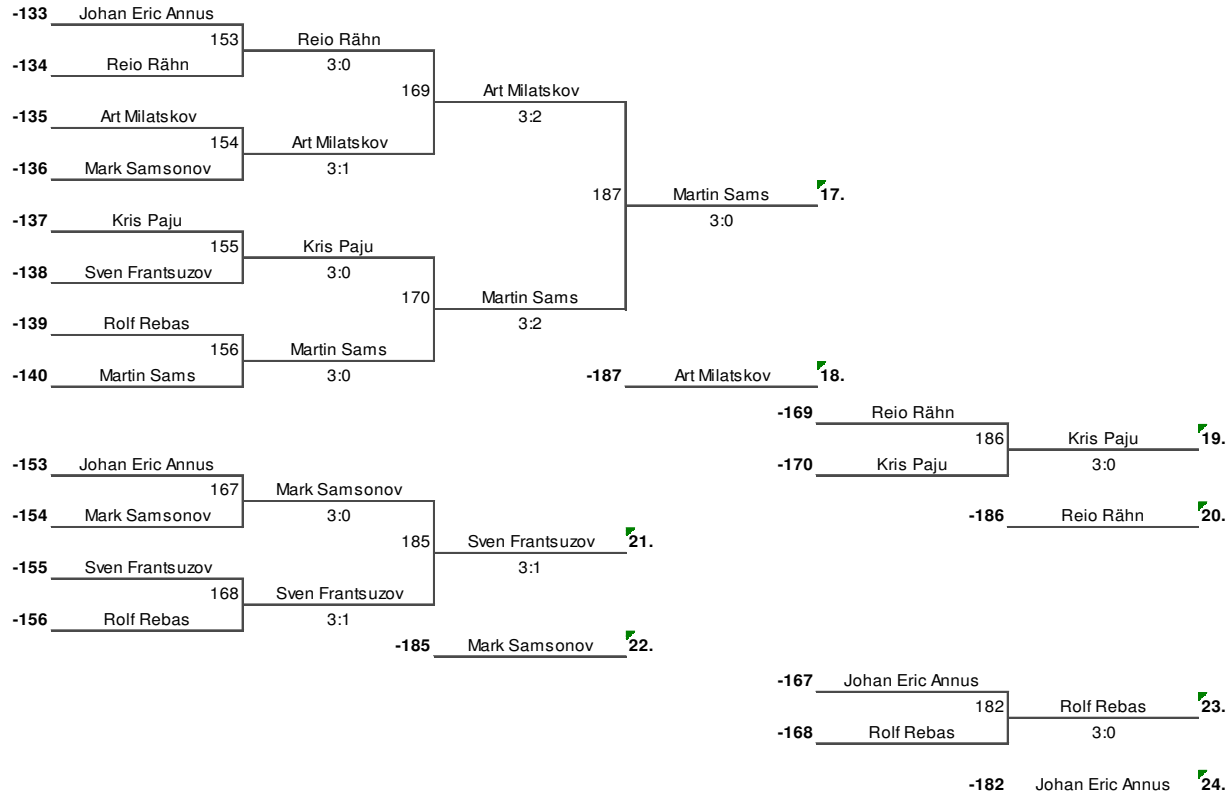 -133 Johan Eric Annus
153 Reio Rähn
-134 Reio Rähn 3:0
169 Art Milatskov
-135 Art Milatskov 3:2
154 Art Milatskov
-136 Mark Samsonov 3:1
187 Martin Sams 17.
-137 Kris Paju 3:0
155 Kris Paju
-138 Sven Frantsuzov 3:0
170 Martin Sams
-139 Rolf Rebas 3:2
156 Martin Sams
-140 Martin Sams 3:0 -187 Art Milatskov 18.
-169 Reio Rähn
186 Kris Paju 19.
-153 Johan Eric Annus -170 Kris Paju 3:0
167 Mark Samsonov
-154 Mark Samsonov 3:0 -186 Reio Rähn 20.
185 Sven Frantsuzov 21.
-155 Sven Frantsuzov 3:1
168 Sven Frantsuzov
-156 Rolf Rebas 3:1
-185 Mark Samsonov 22.
-167 Johan Eric Annus
182 Rolf Rebas 23.
-168 Rolf Rebas 3:0
-182 Johan Eric Annus 24.